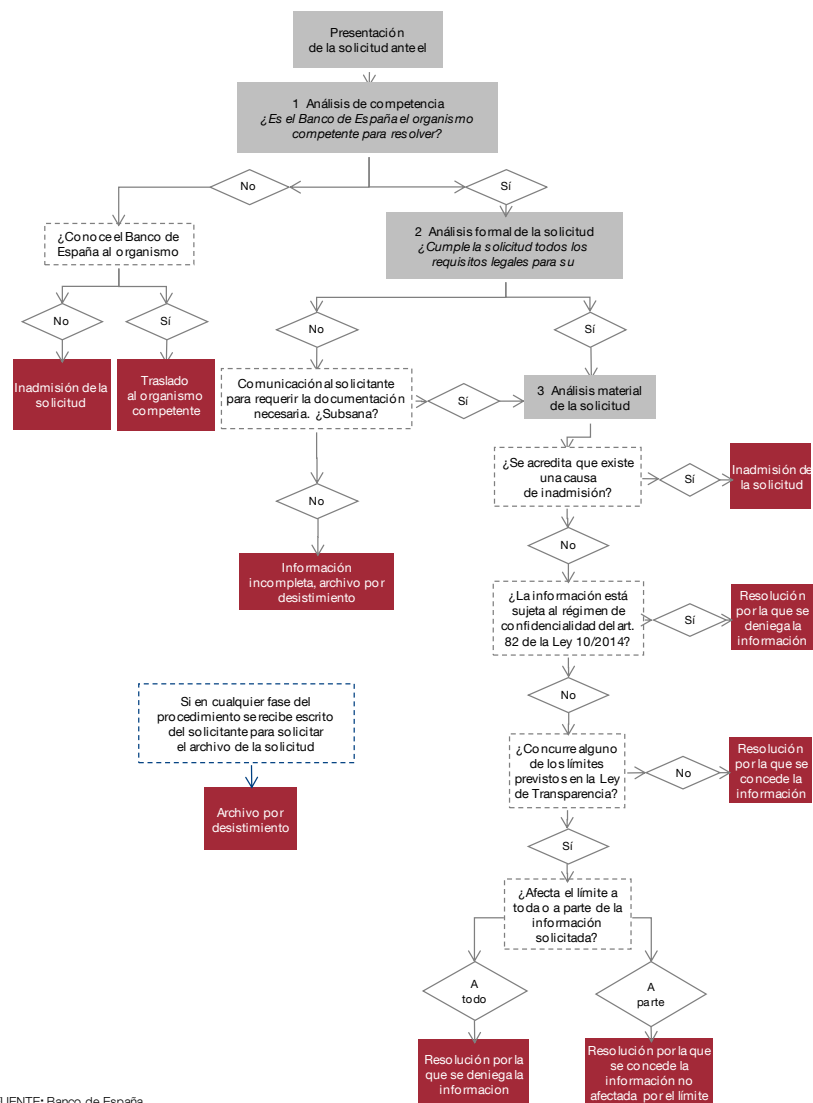 Presentación
de la solicitud ante el
1 Análisis de competencia
¿Es el Banco de España el organismo
competente para resolver?
No
Sí
¿Conoce el Banco de
España al organismo
2 Análisis formal de la solicitud
¿Cumple la solicitud todos los
requisitos legales para su
No
Sí
No
Sí
Inadmisión de la
solicitud
Traslado
al organismo
competente
Comunicación al solicitante
para requerir la documentación
necesaria. ¿Subsana?
Sí
3 Análisis material
de la solicitud
¿Se acredita que existe
una causa
de inadmisión?
Sí
Inadmisión de
la solicitud
No
No
Información
incompleta, archivo por
desistimiento
¿La información está
sujeta al régimen de
confidencialidad del art.
82 de la Ley 10/2014?
Sí
Resolución
por la que se
deniega la
información
No
Si en cualquier fase del
procedimiento se recibe escrito
del solicitante para solicitar
el archivo de la solicitud
Archivo por
desistimiento
¿Concurre alguno
de los límites
previstos en la Ley
de Transparencia?
No
Resolución
por la que se
concede la
información
Sí
¿Afecta el límite a
toda o a parte de la
información
solicitada?
A
todo
A
parte
Resolución por la
que se deniega la
informacion
Resolución por la que
se concede la
información no
afectada por el límite
UENTE: Banco de España